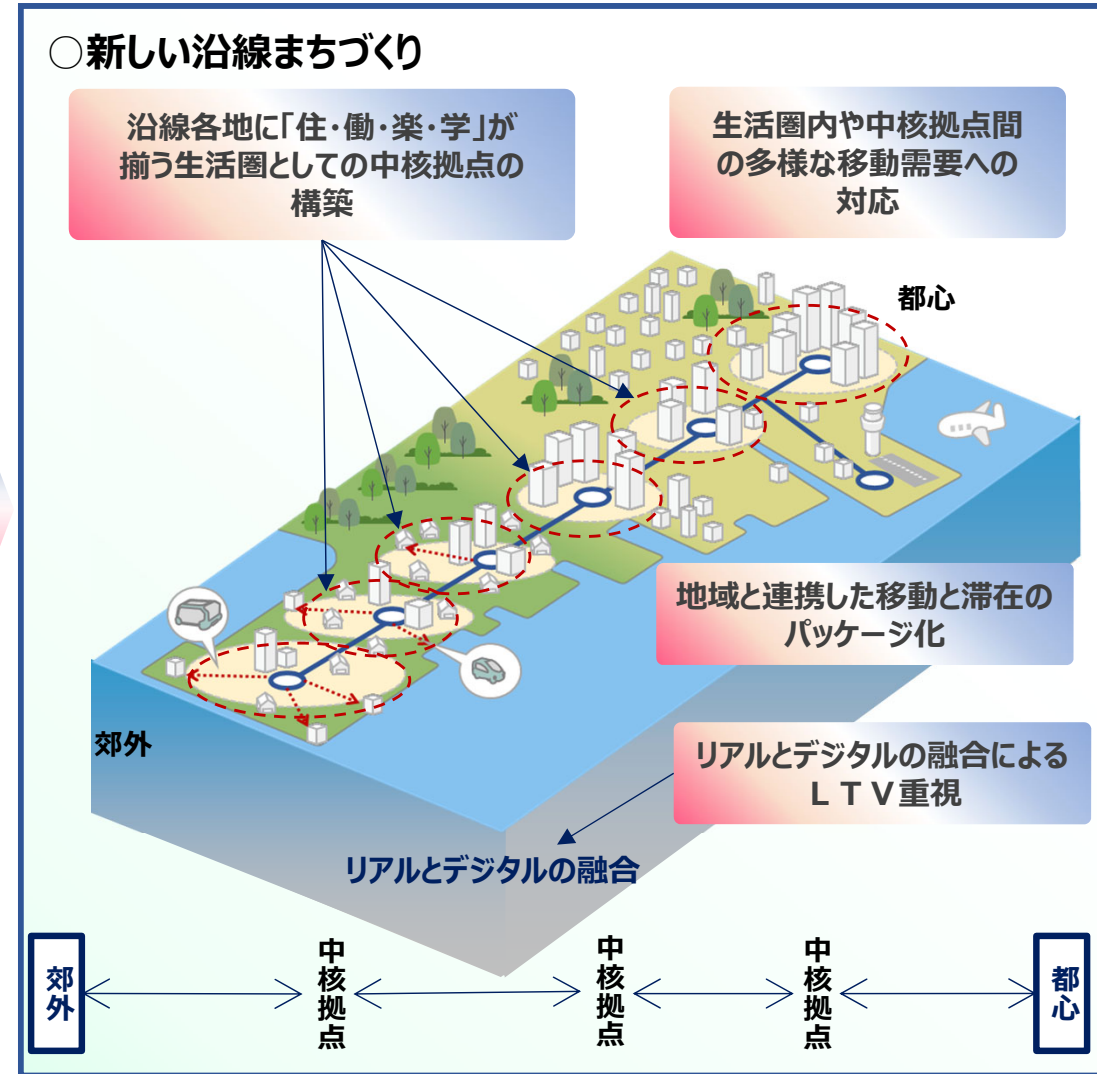 ○新しい沿線まちづくり
沿線各地に「住・働・楽・学」が
揃う生活圏としての中核拠点の
構築
生活圏内や中核拠点間
の多様な移動需要への
対応
都心
地域と連携した移動と滞在の
パッケージ化
郊外
リアルとデジタルの融合による
ＬＴＶ重視
リアルとデジタルの融合
郊外
中核拠点
中核拠点
中核拠点
都心